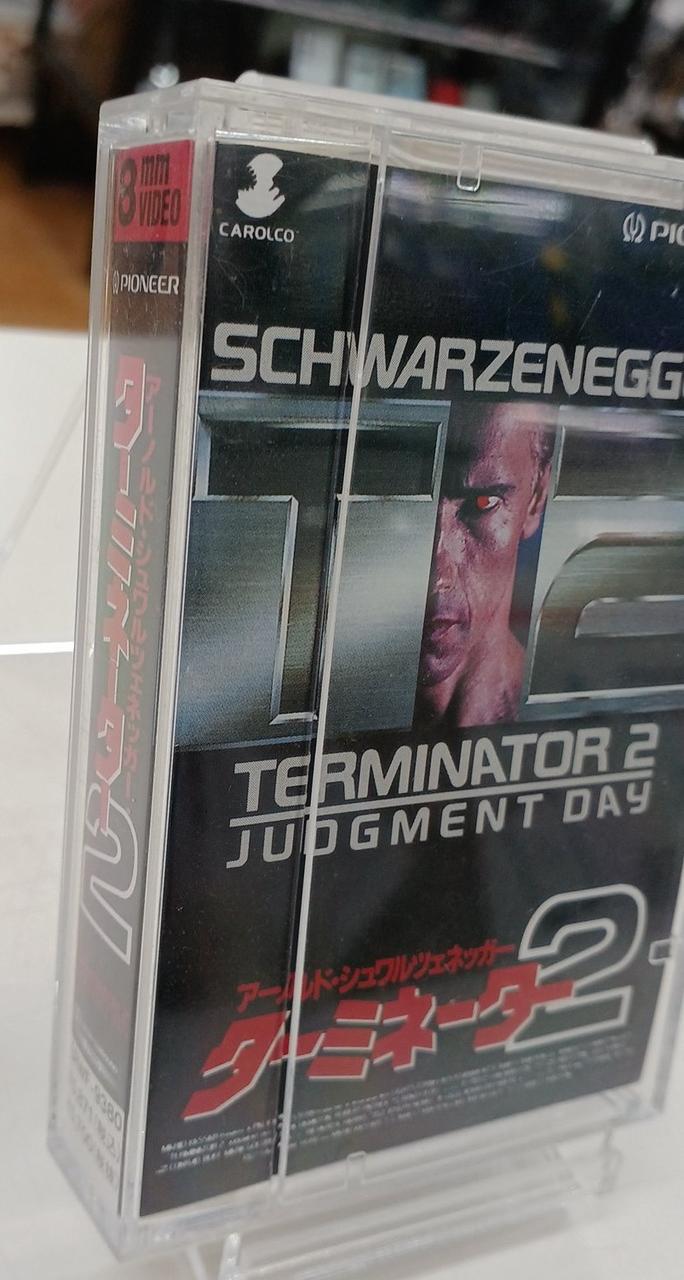 8 mm
VIDEO
PIONEER
アーノルド・シュワルツェネッガー
ターミネーター2
9380
CAROLCO
SCHWARZENEGG
T2
TERMINATOR 2
JUDGMENT DAY
アーノルド・シュワルツェネッガー
ターミネーター2